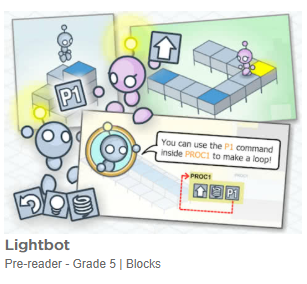 P1
You can use the P1 command
inside PROC1 to make a loop!
PROC1
P1
Lightbot
Pre-reader - Grade 5 | Blocks